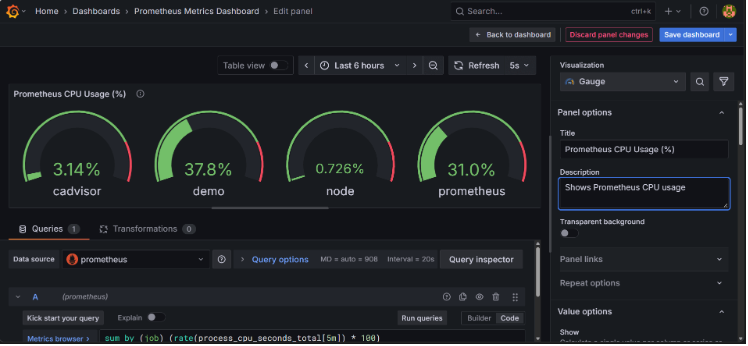 Home › Dashboards › Prometheus Metrics Dashboard › Edit panel
Search...
ctrl+k
Back to dashboard
Discard panel changes
Save dashboard
Table view
Last 6 hours
Refresh 5s
Prometheus CPU Usage (%)
3.14% 37.8% 0.726% 31.0%
cadvisor demo node prometheus
Queries 1
Transformations 0
Data source
prometheus
Query options
MD = auto = 908 Interval = 20s
Query inspector
A (prometheus)
Kick start your query
Explain
Run queries
Builder Code
Metrics browser >
sum by (job) (rate(process_cpu_seconds_total[5m]) * 100)
Visualization
Gauge
Panel options
Title
Prometheus CPU Usage (%)
Description
Shows Prometheus CPU usage
Transparent background
Panel links
Repeat options
Value options
Show